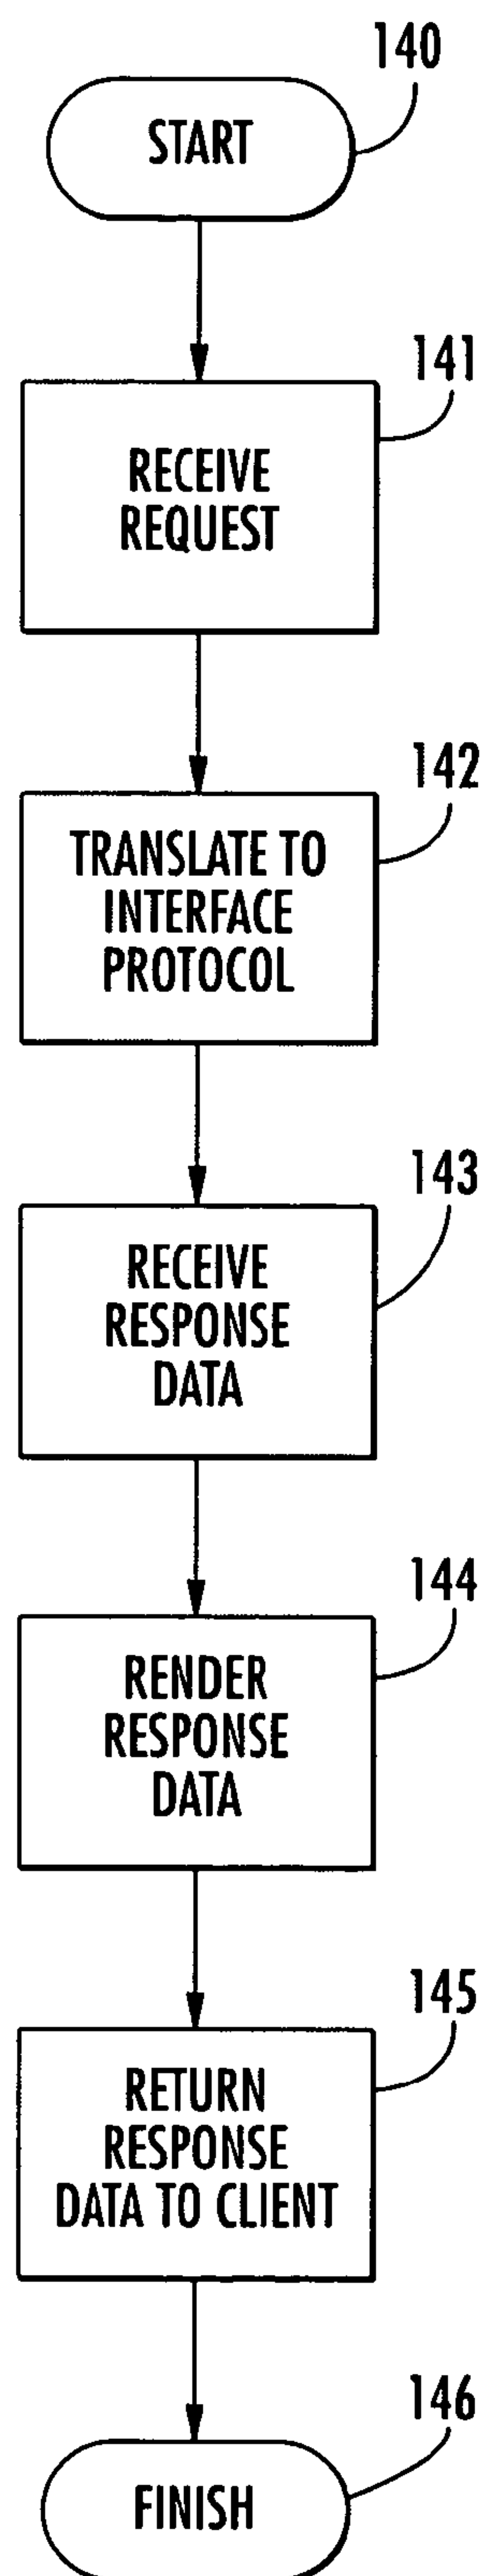 140
START
141
RECEIVE
REQUEST
142
TRANSLATE TO
INTERFACE
PROTOCOL
143
RECEIVE
RESPONSE
DATA
144
RENDER
RESPONSE
DATA
145
RETURN
RESPONSE
DATA TO CLIENT
146
FINISH